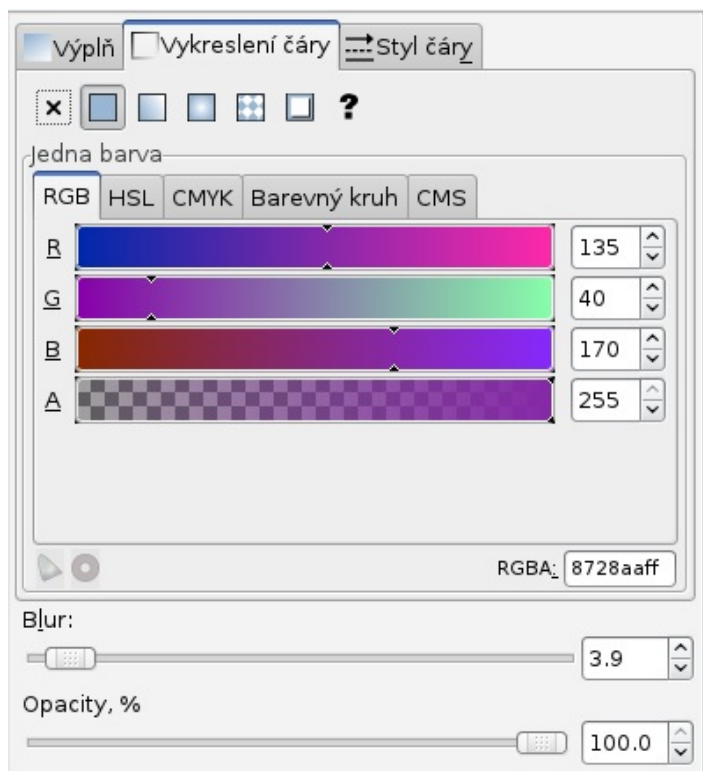 Výplň Vykreslení čáry Styl čáry
?
Jedna barva
RGB HSL CMYK Barevný kruh CMS
R 135
G 40
B 170
A 255
RGBA: 8728aaff
Blur:
3.9
Opacity, %
100.0